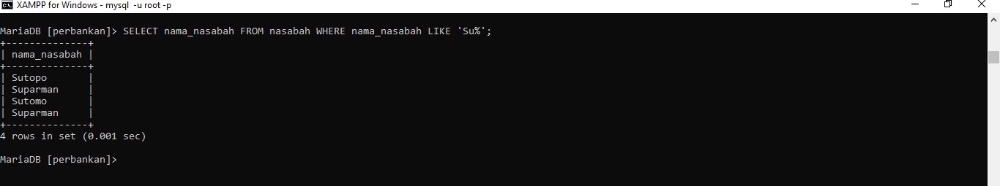 XAMPP for Windows - mysql  -u root -p
MariaDB [perbankan]> SELECT nama_nasabah FROM nasabah WHERE nama_nasabah LIKE 'Su%';
+--------------+
| nama_nasabah |
+--------------+
| Sutopo       |
| Suparman     |
| Sutomo       |
| Suparman     |
+--------------+
4 rows in set (0.001 sec)
MariaDB [perbankan]>